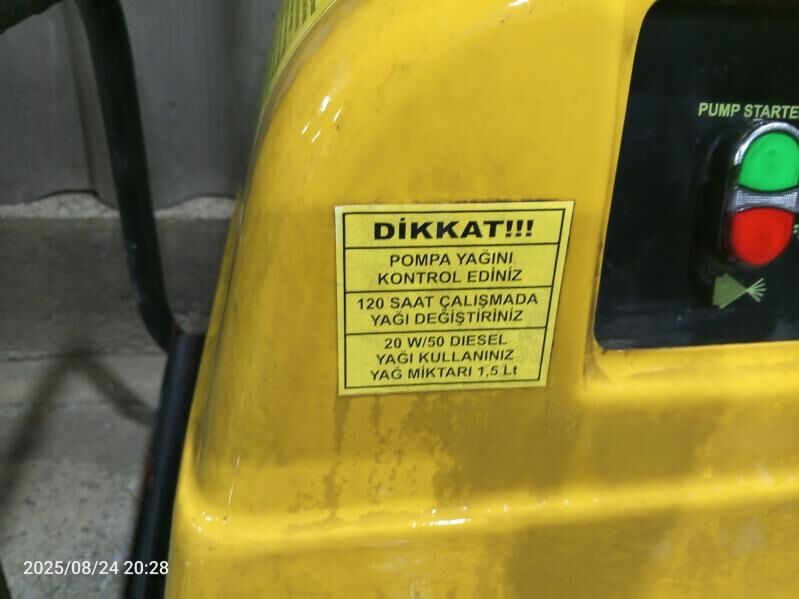 PUMP STARTE
DİKKAT!!!
POMPA YAĞINI
KONTROL EDİNİZ
120 SAAT ÇALIŞMADA
YAĞI DEĞİŞTİRİNİZ
20 W/50 DIESEL
YAĞI KULLANINIZ
YAĞ MİKTARI 1,5 Lt
2025/08/24 20:28